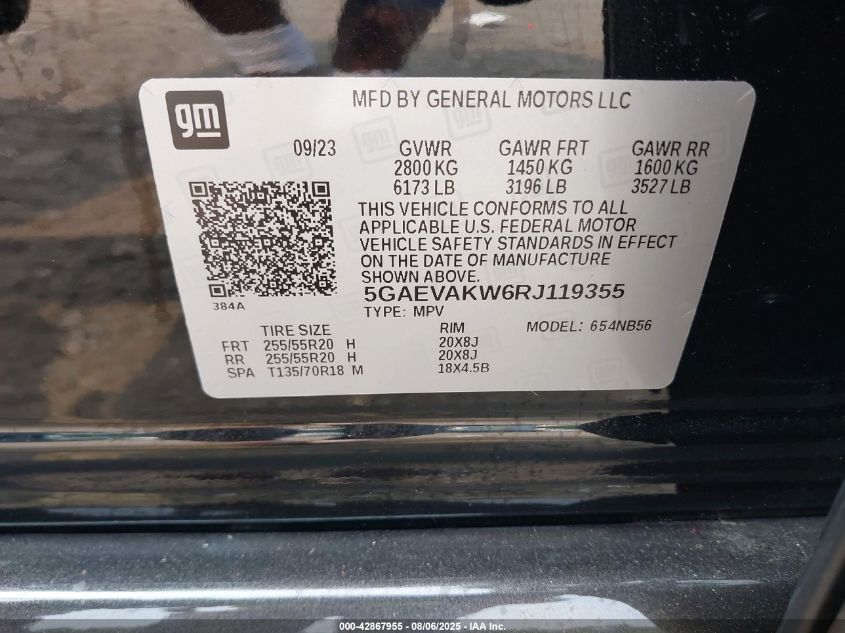 gm
MFD BY GENERAL MOTORS LLC
09/23 GVWR GAWR FRT GAWR RR
2800 KG 1450 KG 1600 KG
6173 LB 3196 LB 3527 LB
THIS VEHICLE CONFORMS TO ALL
APPLICABLE U.S. FEDERAL MOTOR
VEHICLE SAFETY STANDARDS IN EFFECT
ON THE DATE OF MANUFACTURE
SHOWN ABOVE.
384A
5GAEVAKW6RJ119355
TYPE: MPV
TIRE SIZE RIM MODEL: 654NB56
FRT 255/55R20 H 20X8J
RR 255/55R20 H 20X8J
SPA T135/70R18 M 18X4.5B
000-42867955 - 08/06/2025 - IAA Inc.